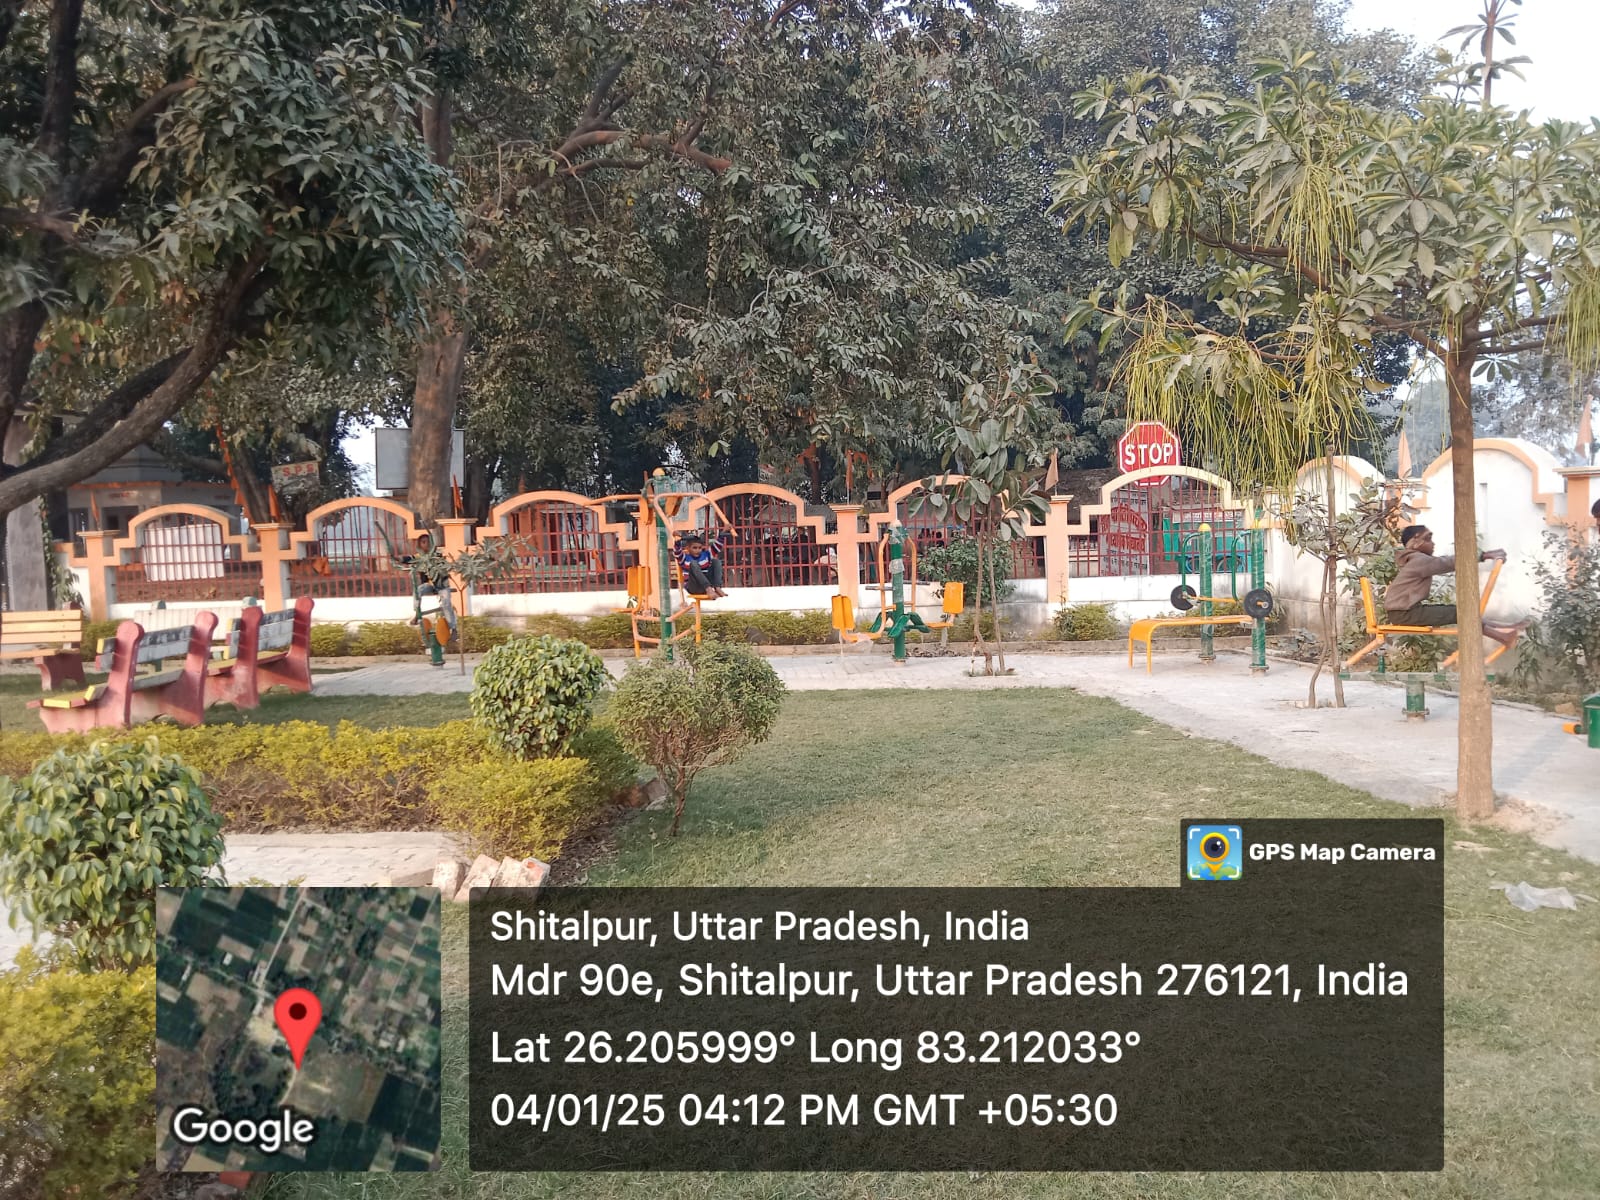 S.P.S
STOP
GPS Map Camera
Shitalpur, Uttar Pradesh, India
Mdr 90e, Shitalpur, Uttar Pradesh 276121, India
Lat 26.205999° Long 83.212033°
04/01/25 04:12 PM GMT +05:30
Google